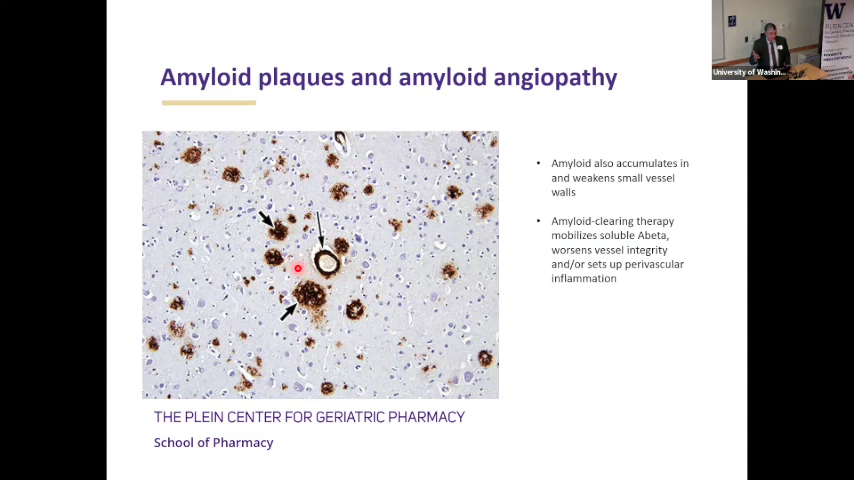 Amyloid plaques and amyloid angiopathy
• Amyloid also accumulates in
and weakens small vessel
walls
• Amyloid-clearing therapy
mobilizes soluble Abeta,
worsens vessel integrity
and/or sets up perivascular
inflammation
THE PLEIN CENTER FOR GERIATRIC PHARMACY
School of Pharmacy
University of Washin...
W
PLEIN CENTER